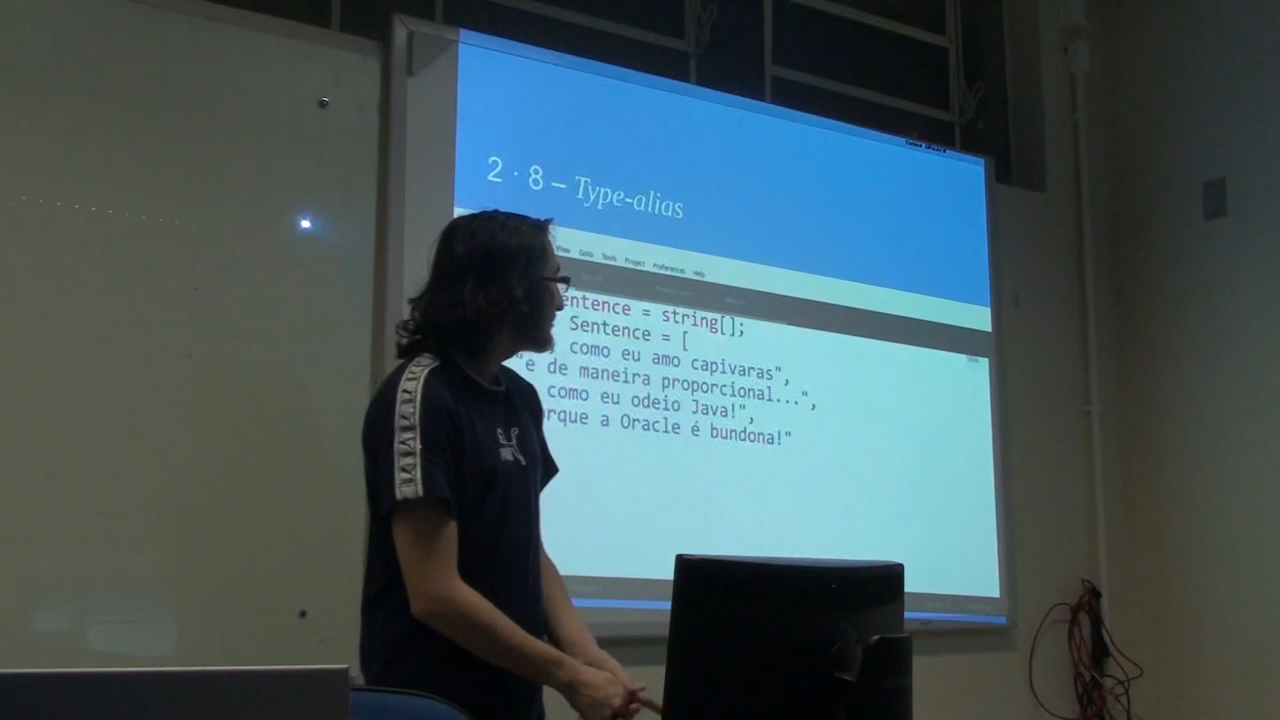 2 · 8 – Type-alias
View Goto Tools Project Preferences Help
entence = string[];
Sentence = [
, como eu amo capivaras",
"e de maneira proporcional...",
como eu odeio Java!",
rque a Oracle é bundona!"